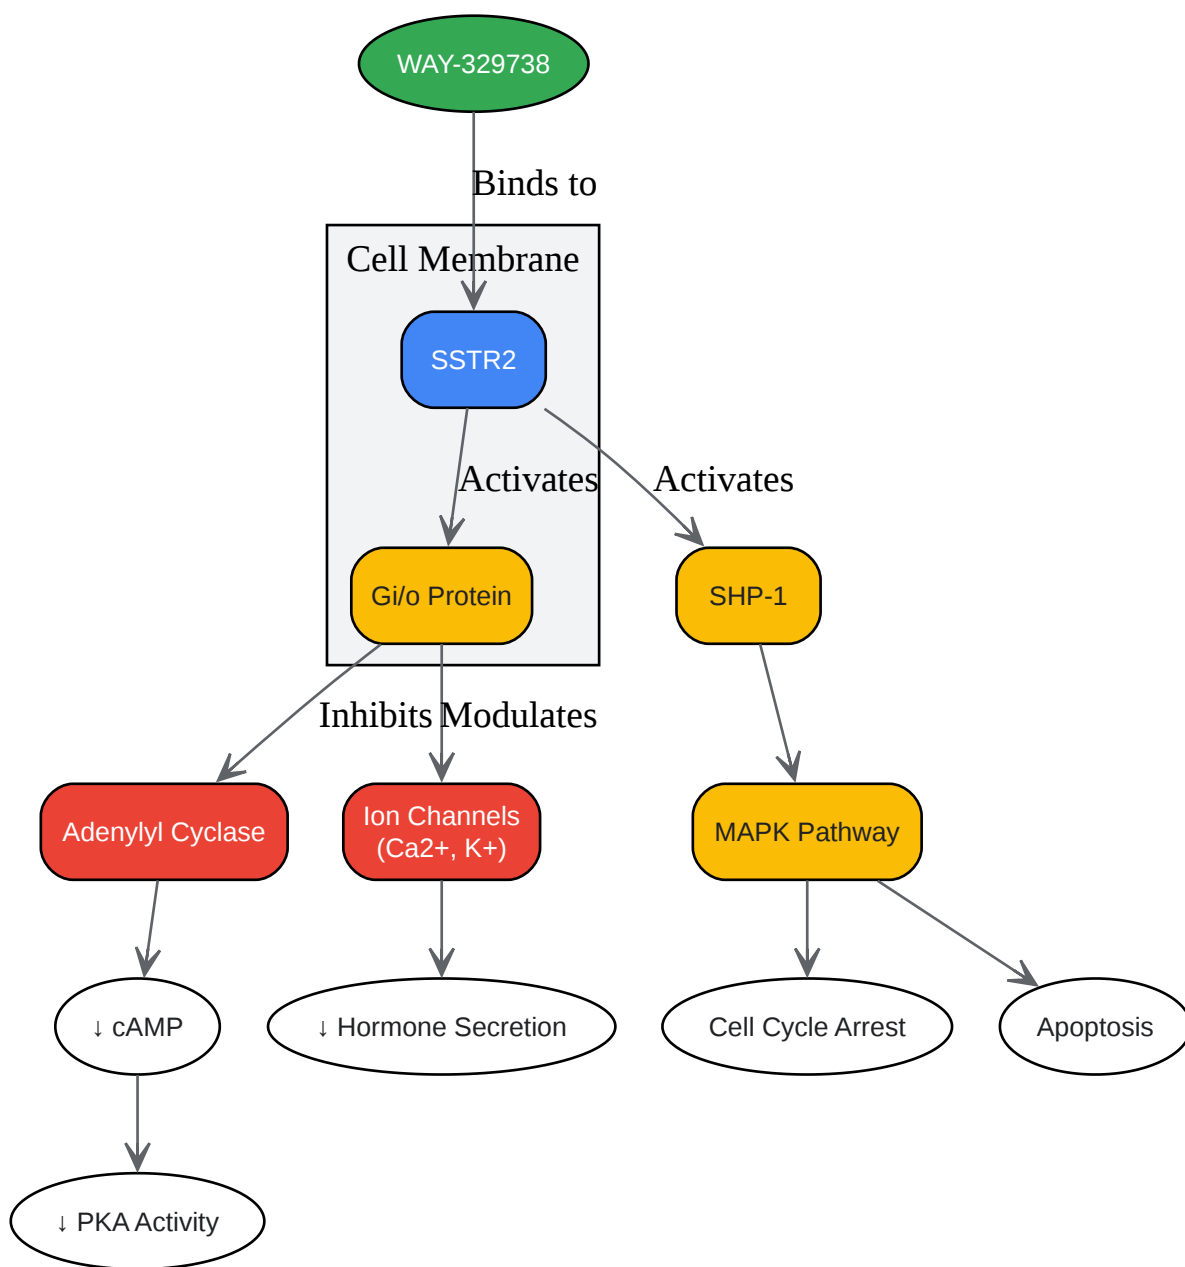 WAY-329738
Binds to
Cell Membrane
SSTR2
Activates
Activates
Gi/o Protein
SHP-1
Inhibits
Modulates
Adenylyl Cyclase
Ion Channels
(Ca2+, K+)
MAPK Pathway
↓ cAMP
↓ Hormone Secretion
Cell Cycle Arrest
Apoptosis
↓ PKA Activity